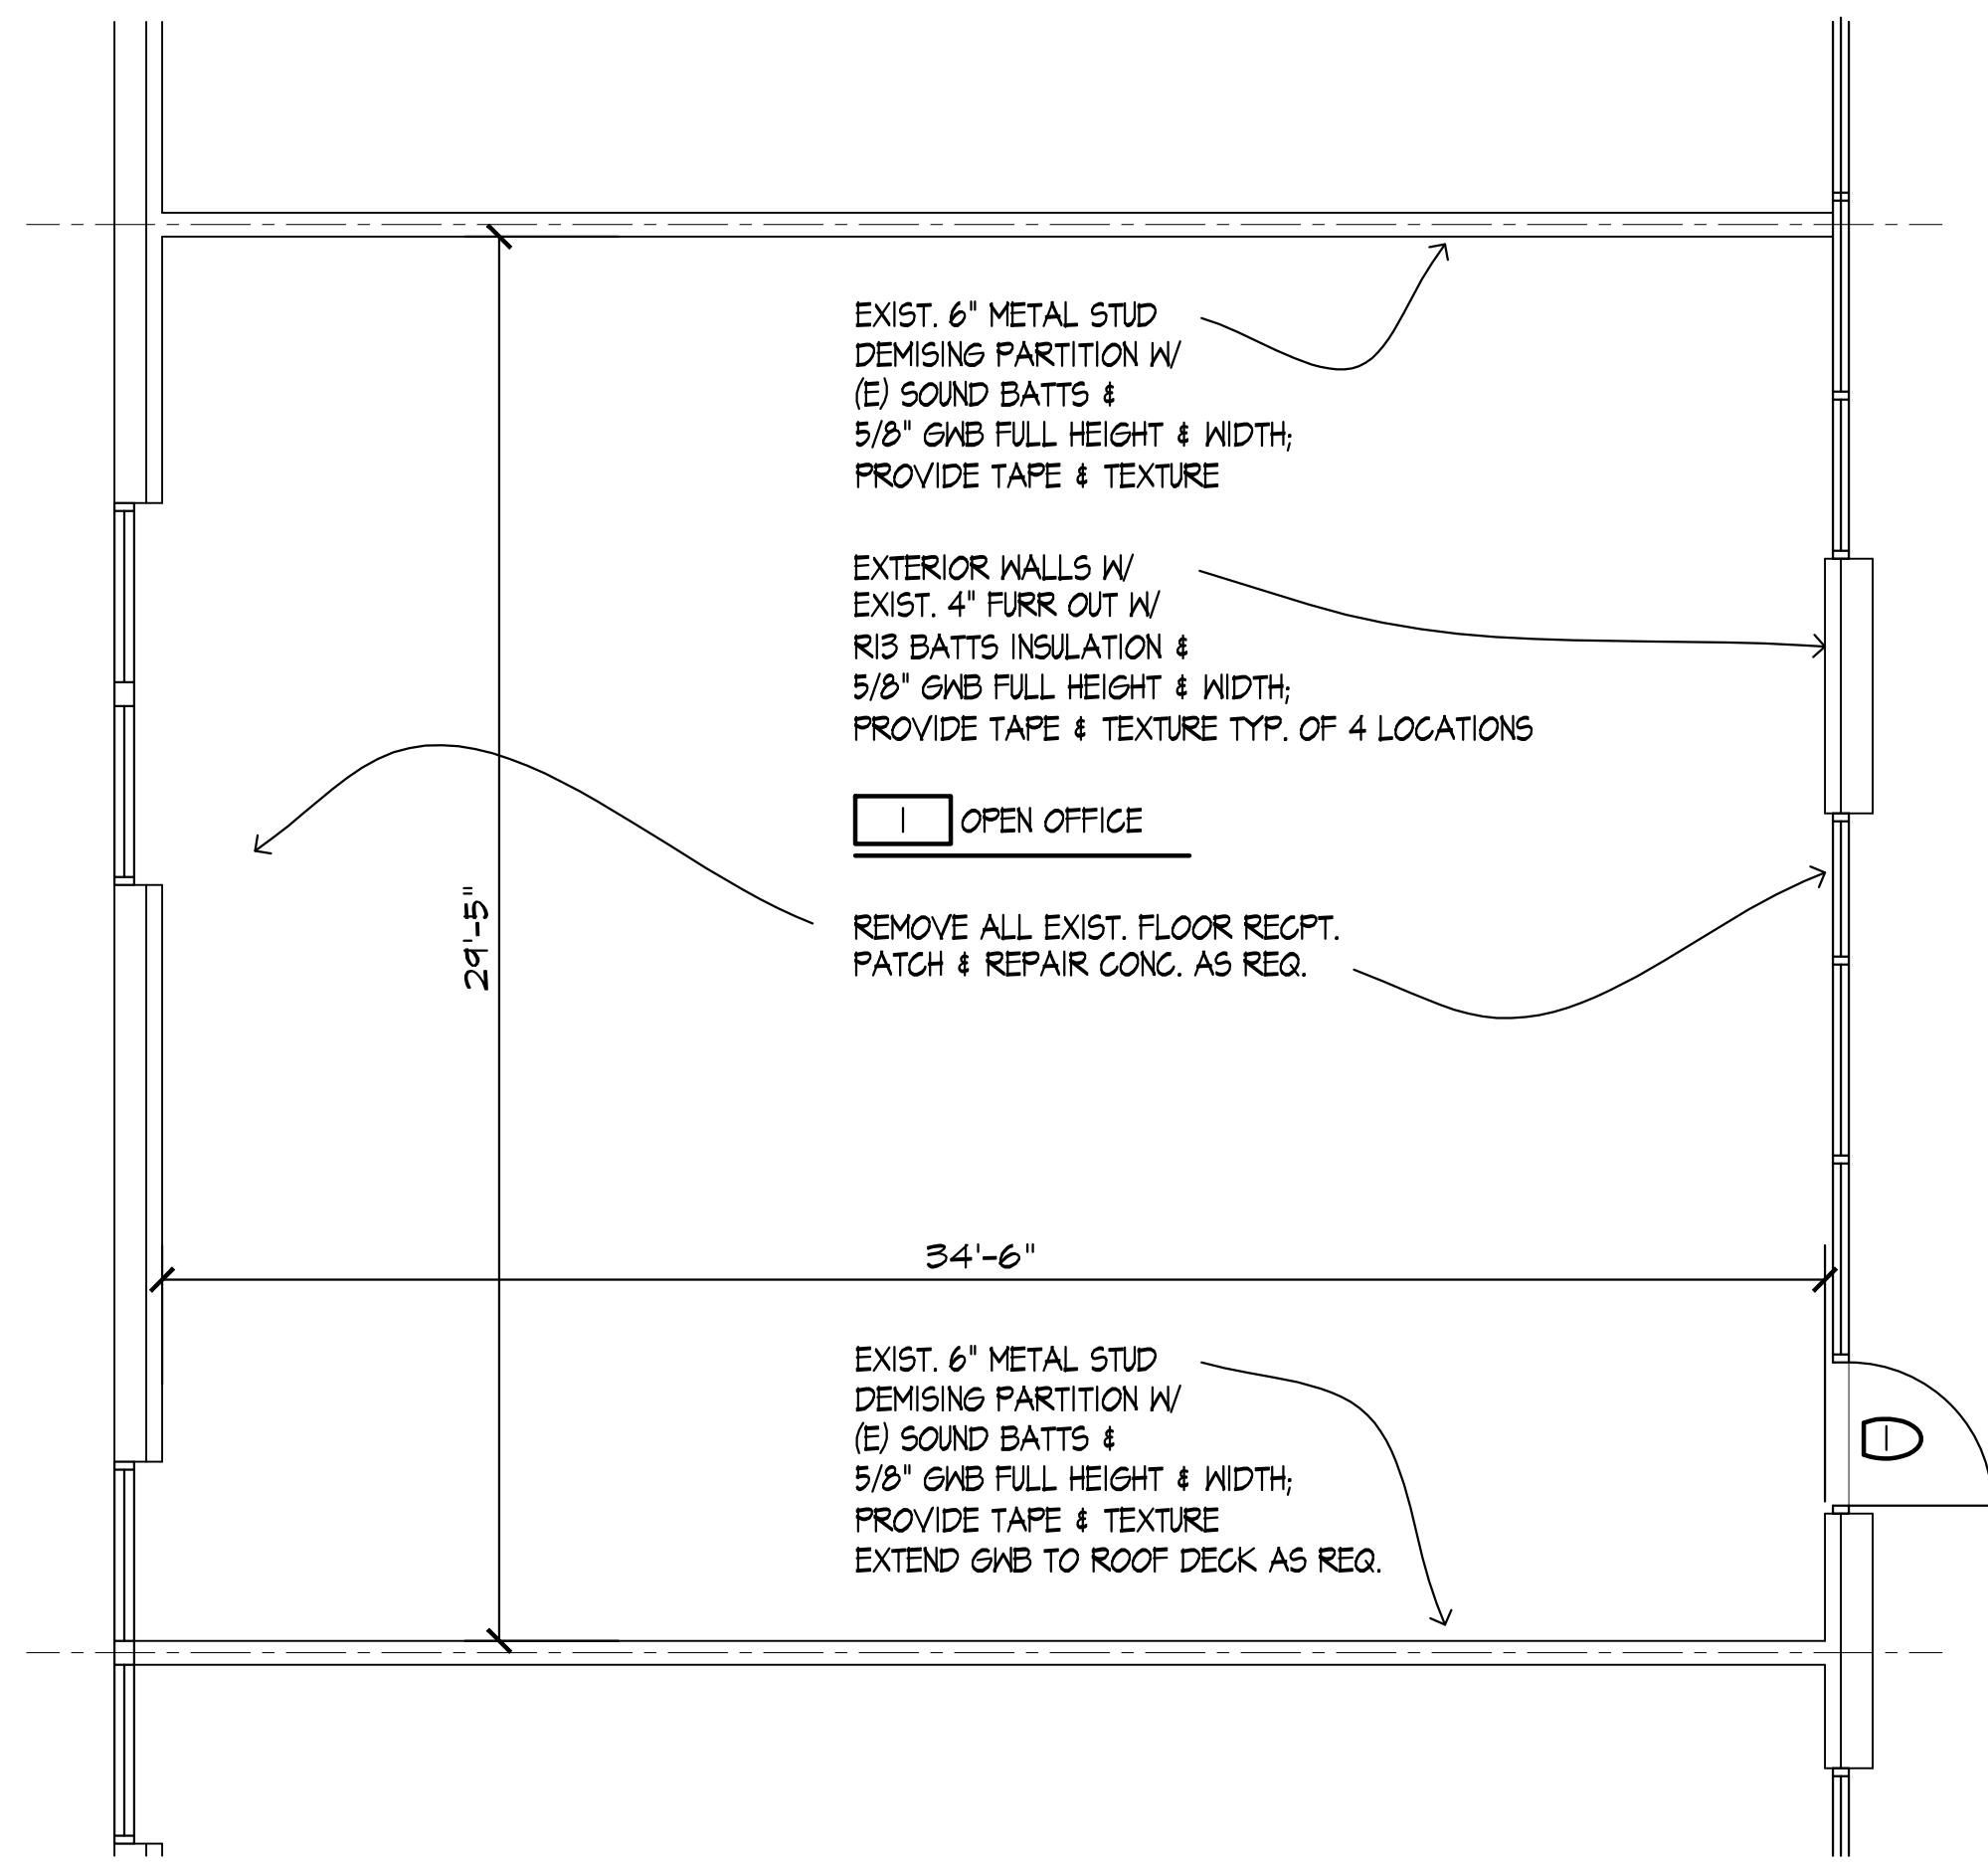 EXIST. 6" METAL STUD
DEMISING PARTITION W/
(E) SOUND BATTS &
5/8" GWB FULL HEIGHT & WIDTH;
PROVIDE TAPE & TEXTURE
EXTERIOR WALLS W/
EXIST. 4" FURR OUT W/
R13 BATTS INSULATION &
5/8" GWB FULL HEIGHT & WIDTH;
PROVIDE TAPE & TEXTURE TYP. OF 4 LOCATIONS
1 OPEN OFFICE
REMOVE ALL EXIST. FLOOR RECPT.
PATCH & REPAIR CONC. AS REQ.
29'-5"
34'-6"
EXIST. 6" METAL STUD
DEMISING PARTITION W/
(E) SOUND BATTS &
5/8" GWB FULL HEIGHT & WIDTH;
PROVIDE TAPE & TEXTURE
EXTEND GWB TO ROOF DECK AS REQ.
1